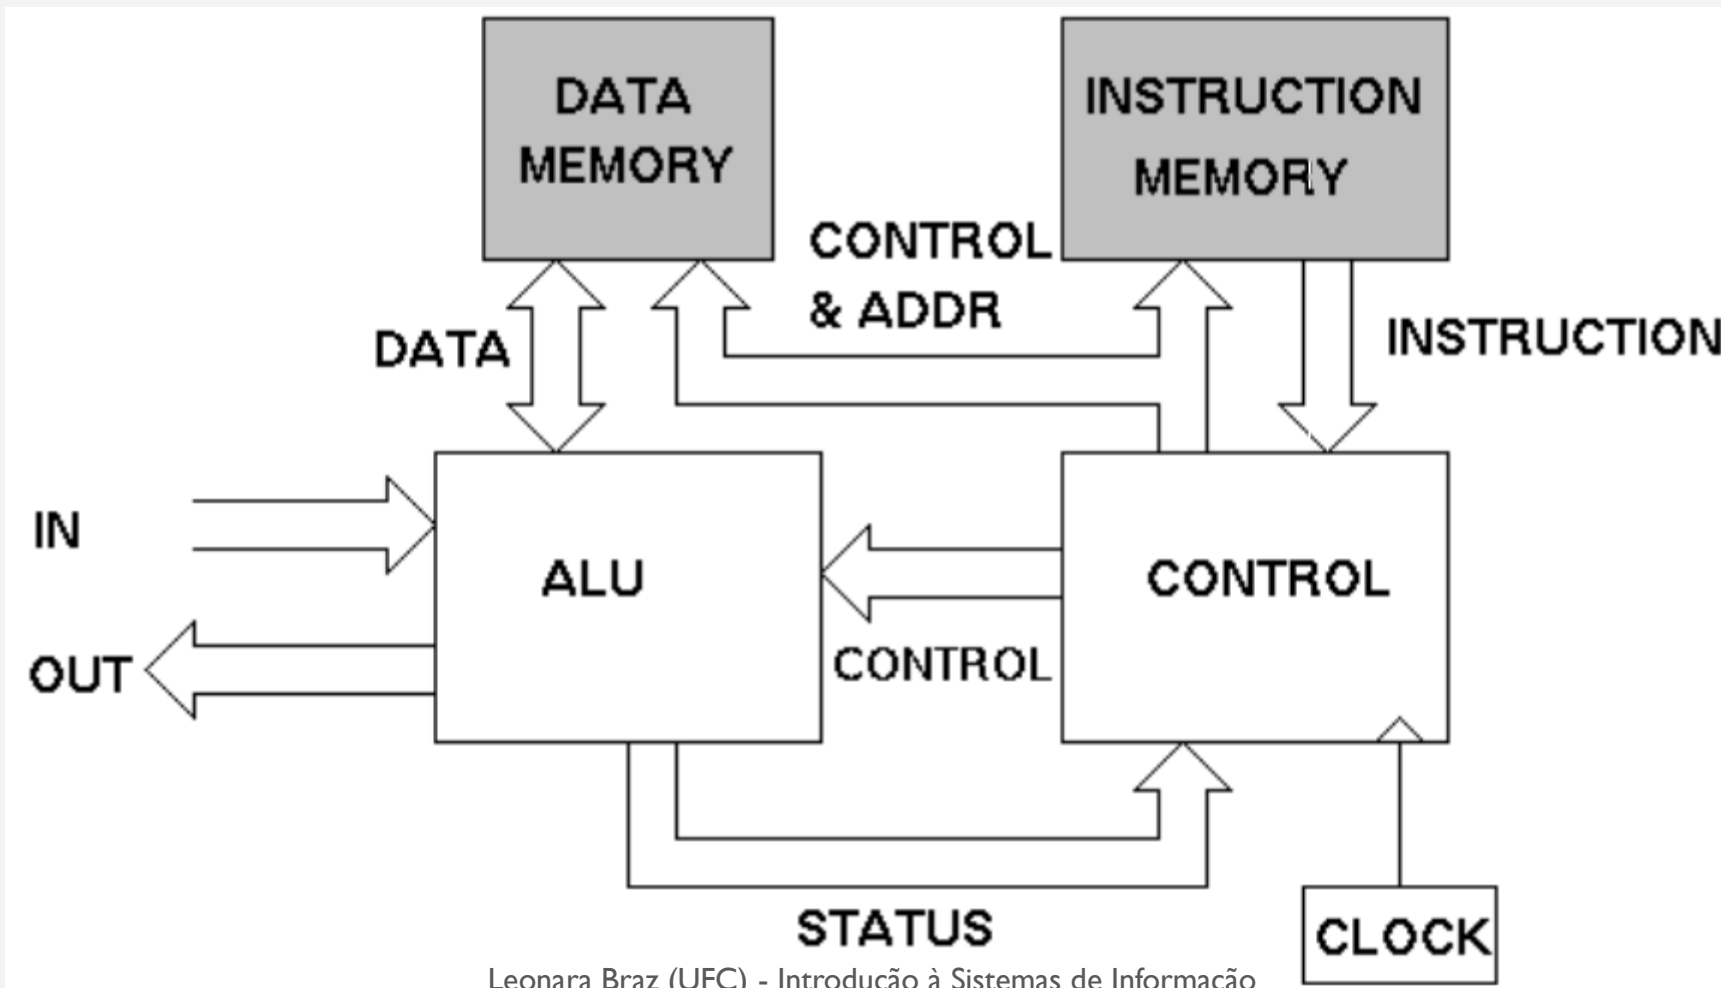 DATA
MEMORY
INSTRUCTION
MEMORY
CONTROL
& ADDR
DATA
INSTRUCTION
IN
ALU
CONTROL
OUT
CONTROL
STATUS
CLOCK
Leonara Braz (UFC) - Introdução à Sistemas de Informação